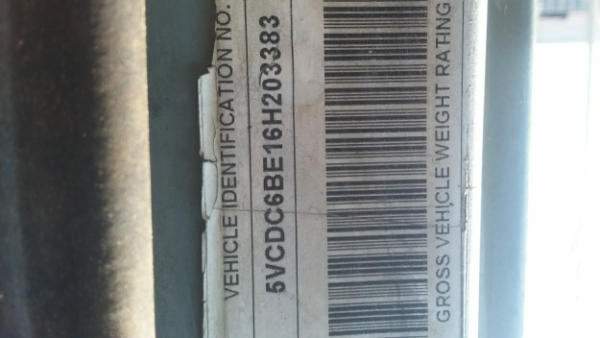 VEHICLE IDENTIFICATION NO.
5VCDC6BE16H203383
GROSS VEHICLE WEIGHT RATING